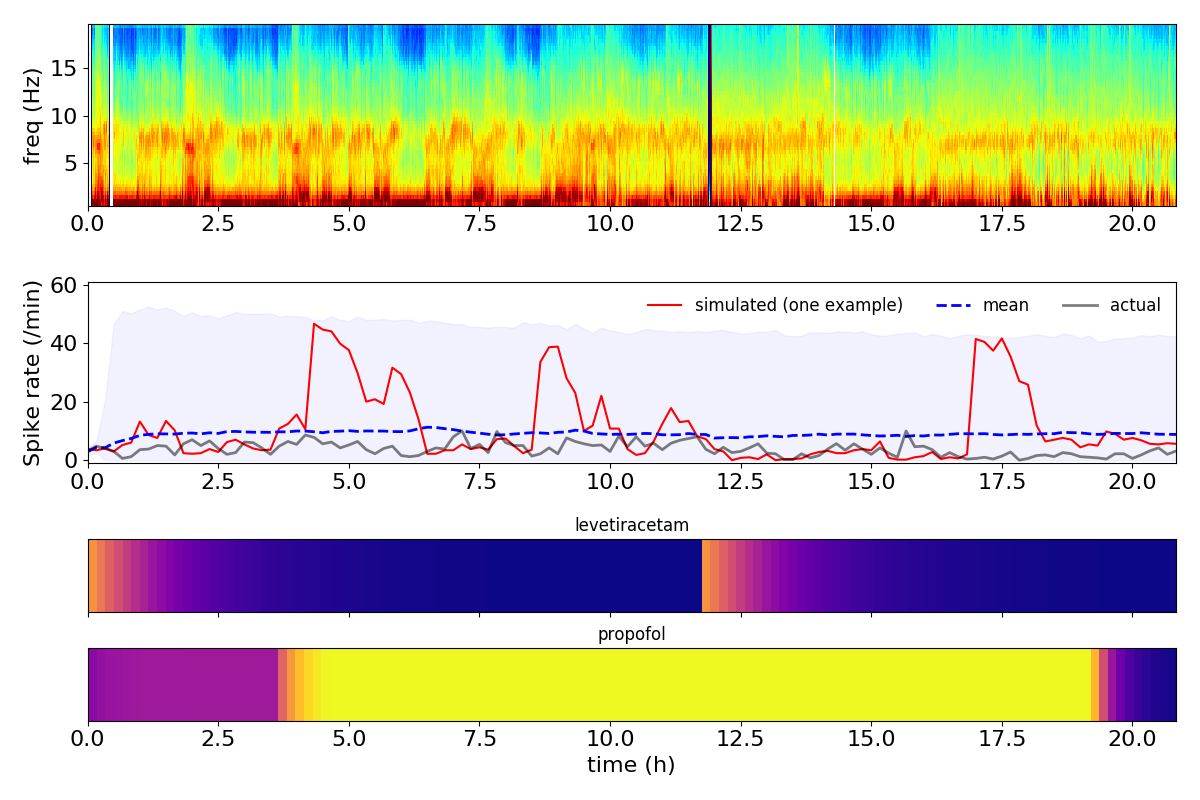 freq (Hz)
15
10
5
0.0 2.5 5.0 7.5 10.0 12.5 15.0 17.5 20.0
Spike rate (/min)
60
40
20
0
simulated (one example) mean actual
0.0 2.5 5.0 7.5 10.0 12.5 15.0 17.5 20.0
levetiracetam
propofol
0.0 2.5 5.0 7.5 10.0 12.5 15.0 17.5 20.0
time (h)